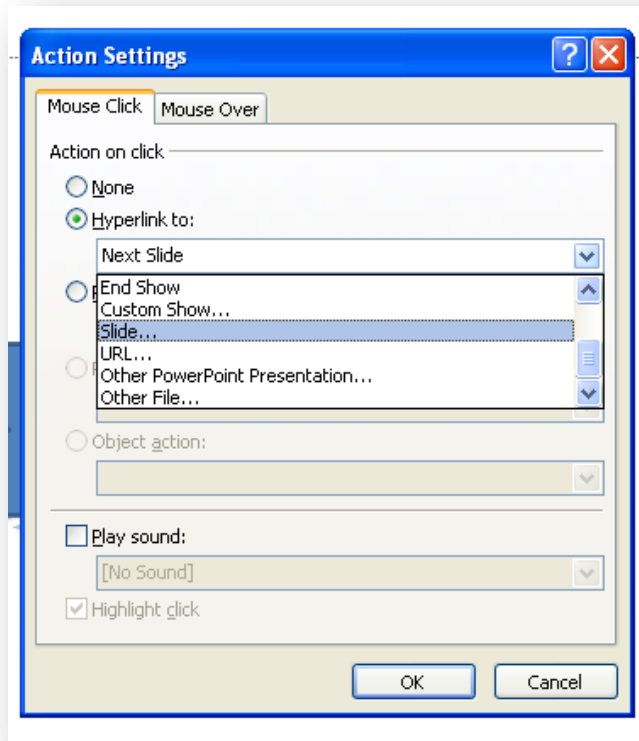 Action Settings
Mouse Click Mouse Over
Action on click
None
Hyperlink to:
Next Slide
End Show
Custom Show...
Slide...
URL...
Other PowerPoint Presentation...
Other File...
Object action:
Play sound:
[No Sound]
Highlight click
OK Cancel